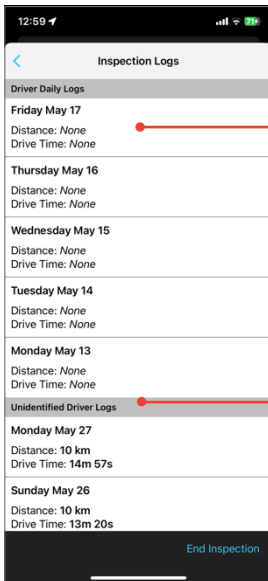 12:59
71
Inspection Logs
Driver Daily Logs
Friday May 17
Distance: None
Drive Time: None
Thursday May 16
Distance: None
Drive Time: None
Wednesday May 15
Distance: None
Drive Time: None
Tuesday May 14
Distance: None
Drive Time: None
Monday May 13
Distance: None
Drive Time: None
Unidentified Driver Logs
Monday May 27
Distance: 10 km
Drive Time: 14m 57s
Sunday May 26
Distance: 10 km
Drive Time: 13m 20s
End Inspection